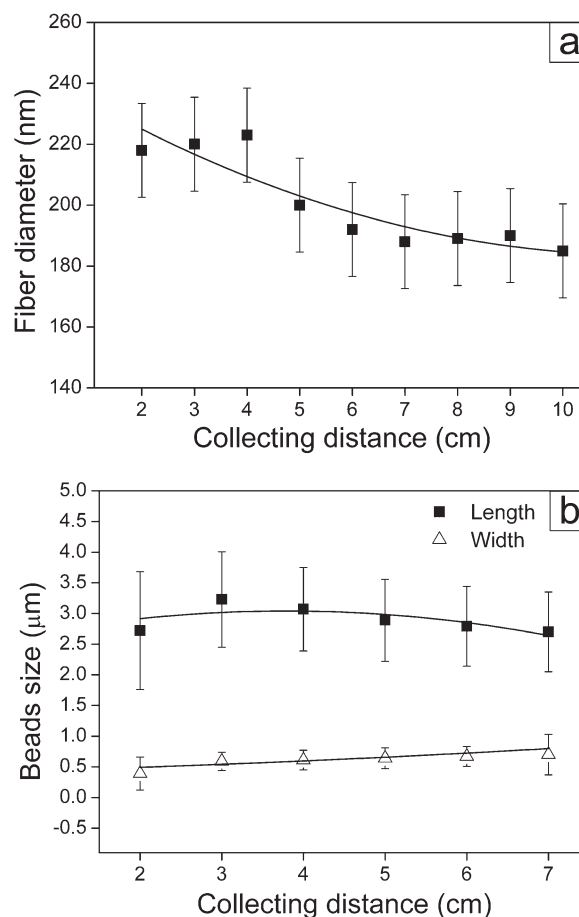 a
260
240
220
200
180
160
140
Fiber diameter (nm)
2 3 4 5 6 7 8 9 10
Collecting distance (cm)
b
Length
Width
5.0
4.5
4.0
3.5
3.0
2.5
2.0
1.5
1.0
0.5
0.0
-0.5
Beads size (μm)
2 3 4 5 6 7
Collecting distance (cm)